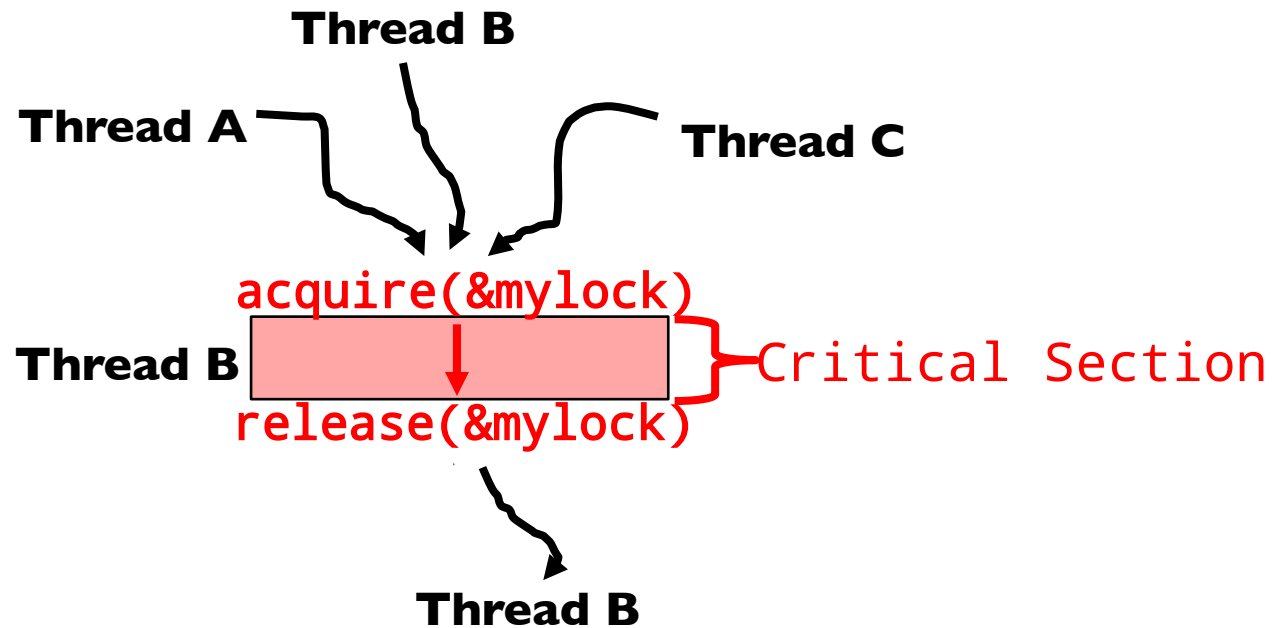 Thread B
Thread A
Thread C
acquire(&mylock)
Thread B
Critical Section
release(&mylock)
Thread B